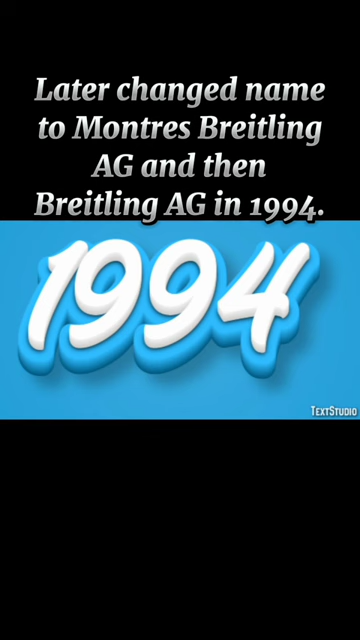 Later changed name
to Montres Breitling
AG and then
Breitling AG in 1994.
1994
TextStudio